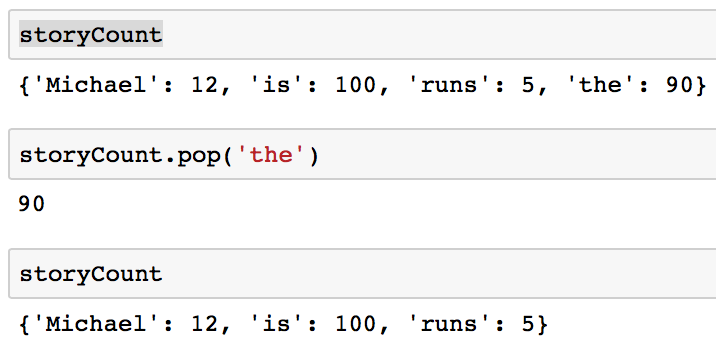 storyCount
{'Michael': 12, 'is': 100, 'runs': 5, 'the': 90}
storyCount.pop('the')
90
storyCount
{'Michael': 12, 'is': 100, 'runs': 5}